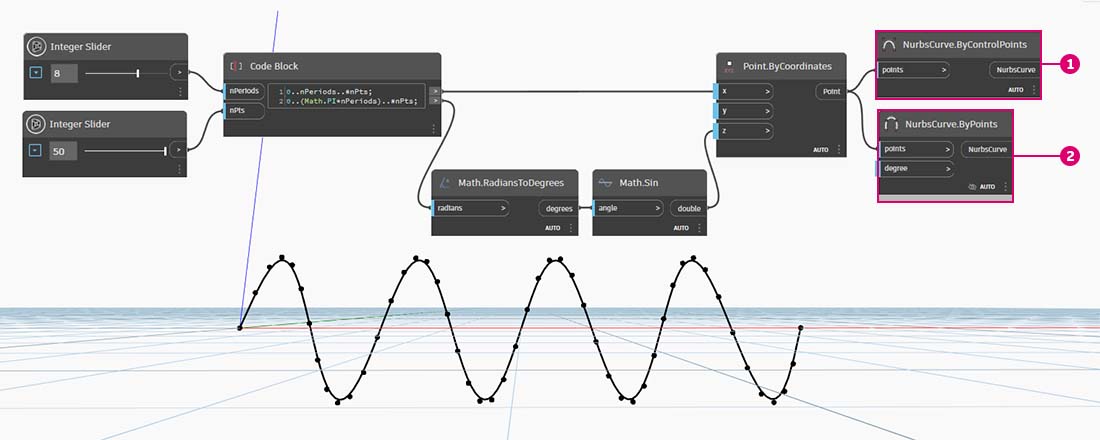 Integer Slider
8
>
Integer Slider
50
>
Code Block
nPeriods
nPts
1 0..nPeriods..#nPts;
2 0..(Math.PI*nPeriods)..#nPts;
>
>
Math.RadiansToDegrees
radians >
degrees
AUTO
Math.Sin
angle >
double
AUTO
XYZ
Point.ByCoordinates
x >
Point
y >
z >
AUTO
NurbsCurve.ByControlPoints
points >
NurbsCurve
AUTO
1
NurbsCurve.ByPoints
points >
NurbsCurve
degree >
AUTO
2